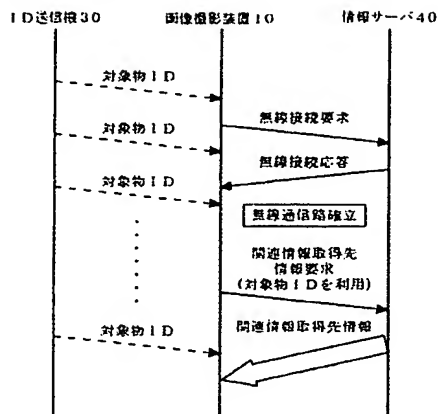 ID送信機30 画像撮影装置10 情報サーバ40
対象物ID
無線接続要求
対象物ID
無線接続応答
対象物ID
無線通信路確立
関連情報取得先
情報要求
(対象物IDを利用)
対象物ID
関連情報取得先情報